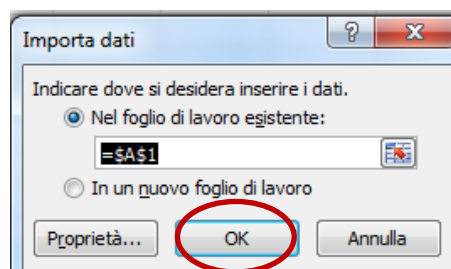 Importa dati
Indicare dove si desidera inserire i dati.
Nel foglio di lavoro esistente:
=$A$1
In un nuovo foglio di lavoro
Proprietà... OK Annulla